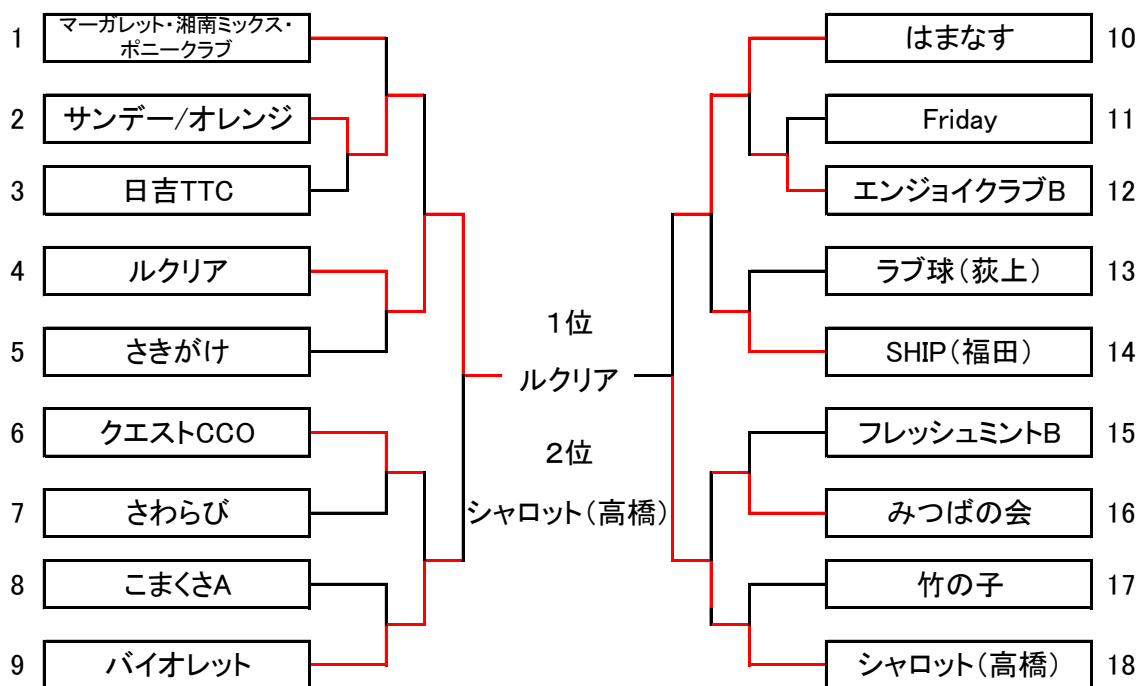 1
マーガレット・湘南ミックス・
ポニークラブ
2
サンデー/オレンジ
3
日吉TTC
4
ルクリア
5
さきがけ
6
クエストCCO
7
さわらび
8
こまくさA
9
バイオレット
1位
ルクリア
2位
シャロット(高橋)
はまなす
10
Friday
11
エンジョイクラブB
12
ラブ球(荻上)
13
SHIP(福田)
14
フレッシュミントB
15
みつばの会
16
竹の子
17
シャロット(高橋)
18